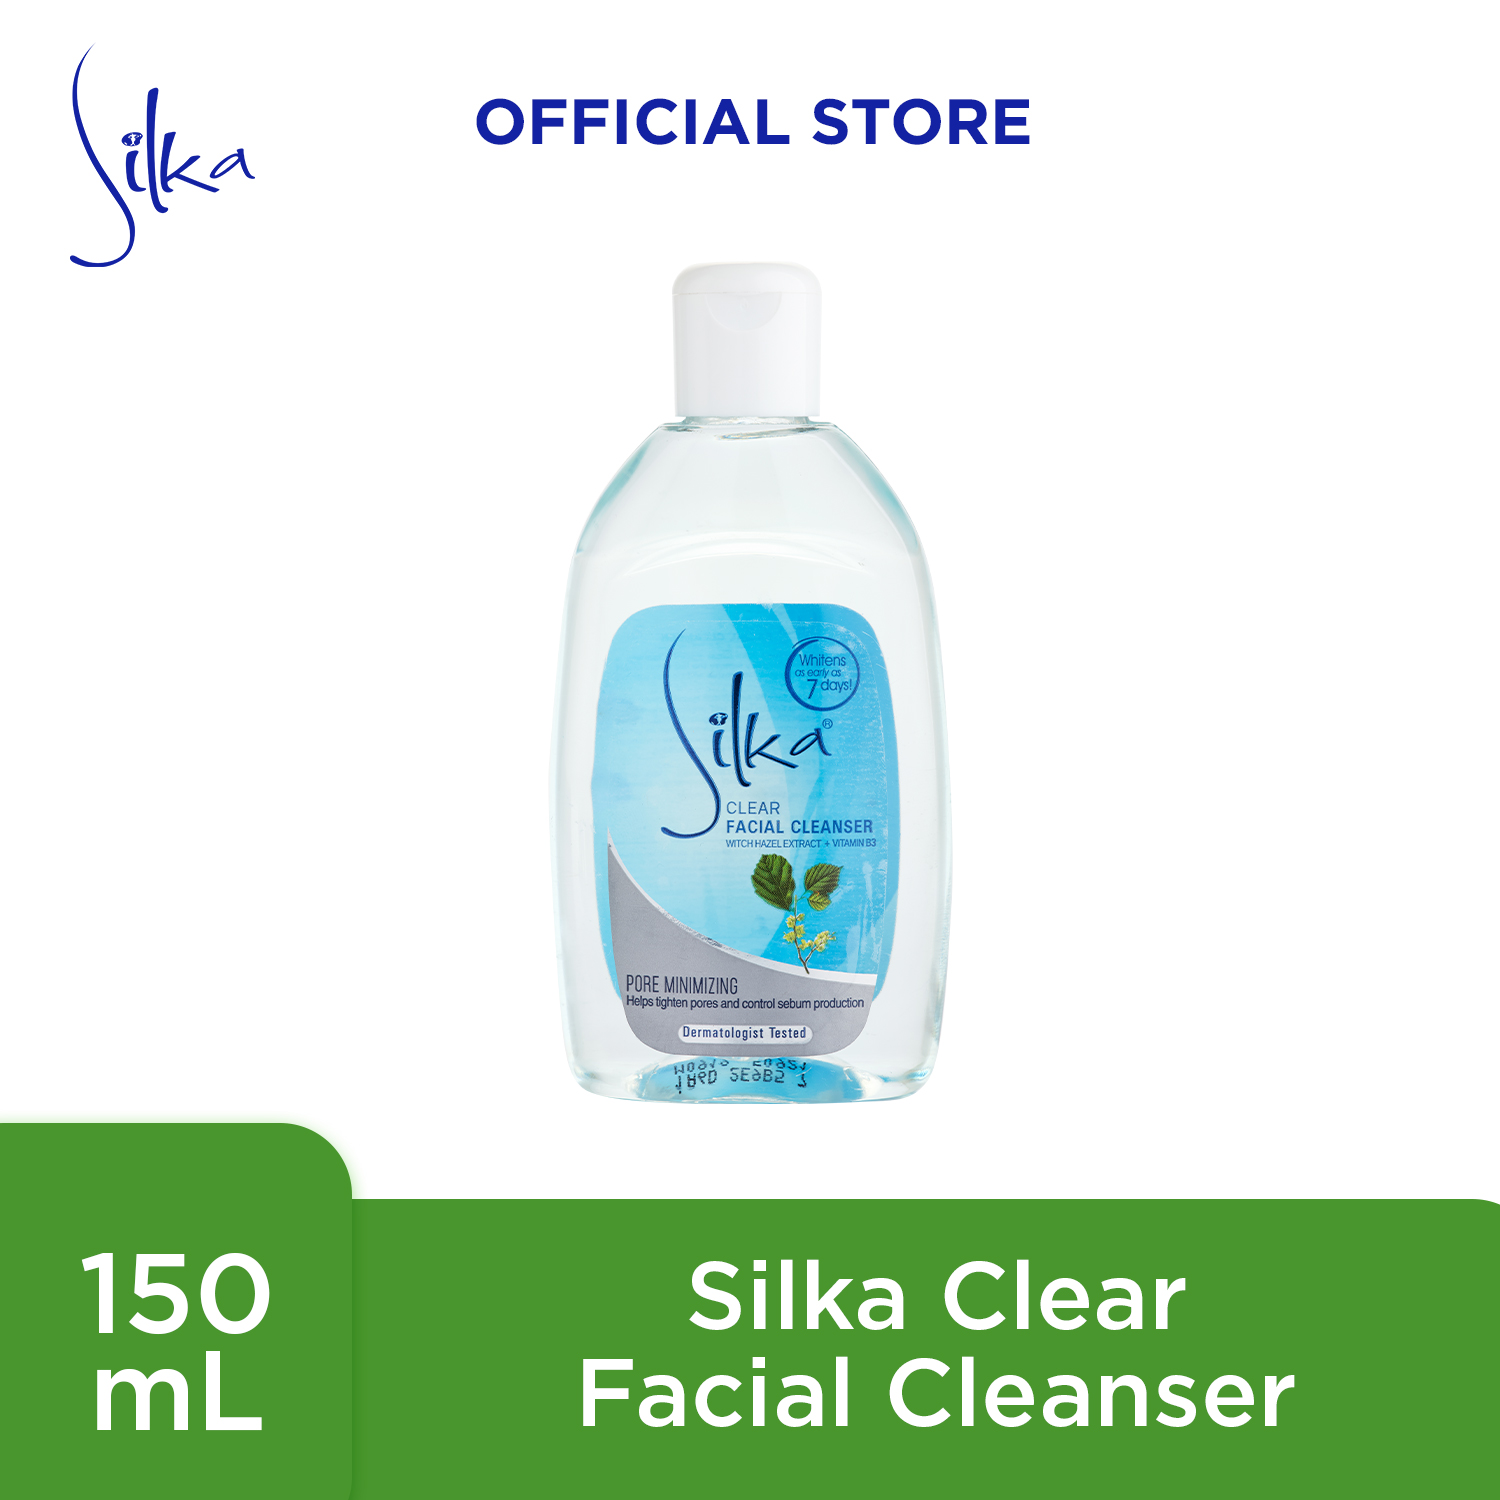 Silka
OFFICIAL STORE
Whitens
as early as
7 days!
Silka®
CLEAR
FACIAL CLEANSER
WITCH HAZEL EXTRACT + VITAMIN B3
PORE MINIMIZING
Helps tighten pores and control sebum production
Dermatologist Tested
150
mL
Silka Clear
Facial Cleanser